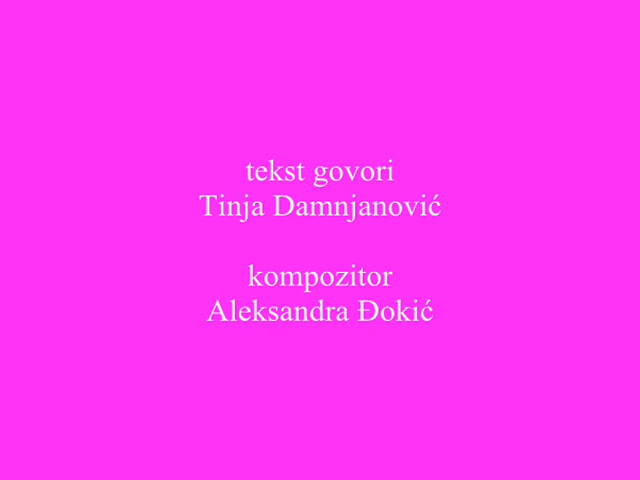 tekst govori
Tinja Damnjanović
kompozitor
Aleksandra Đokić